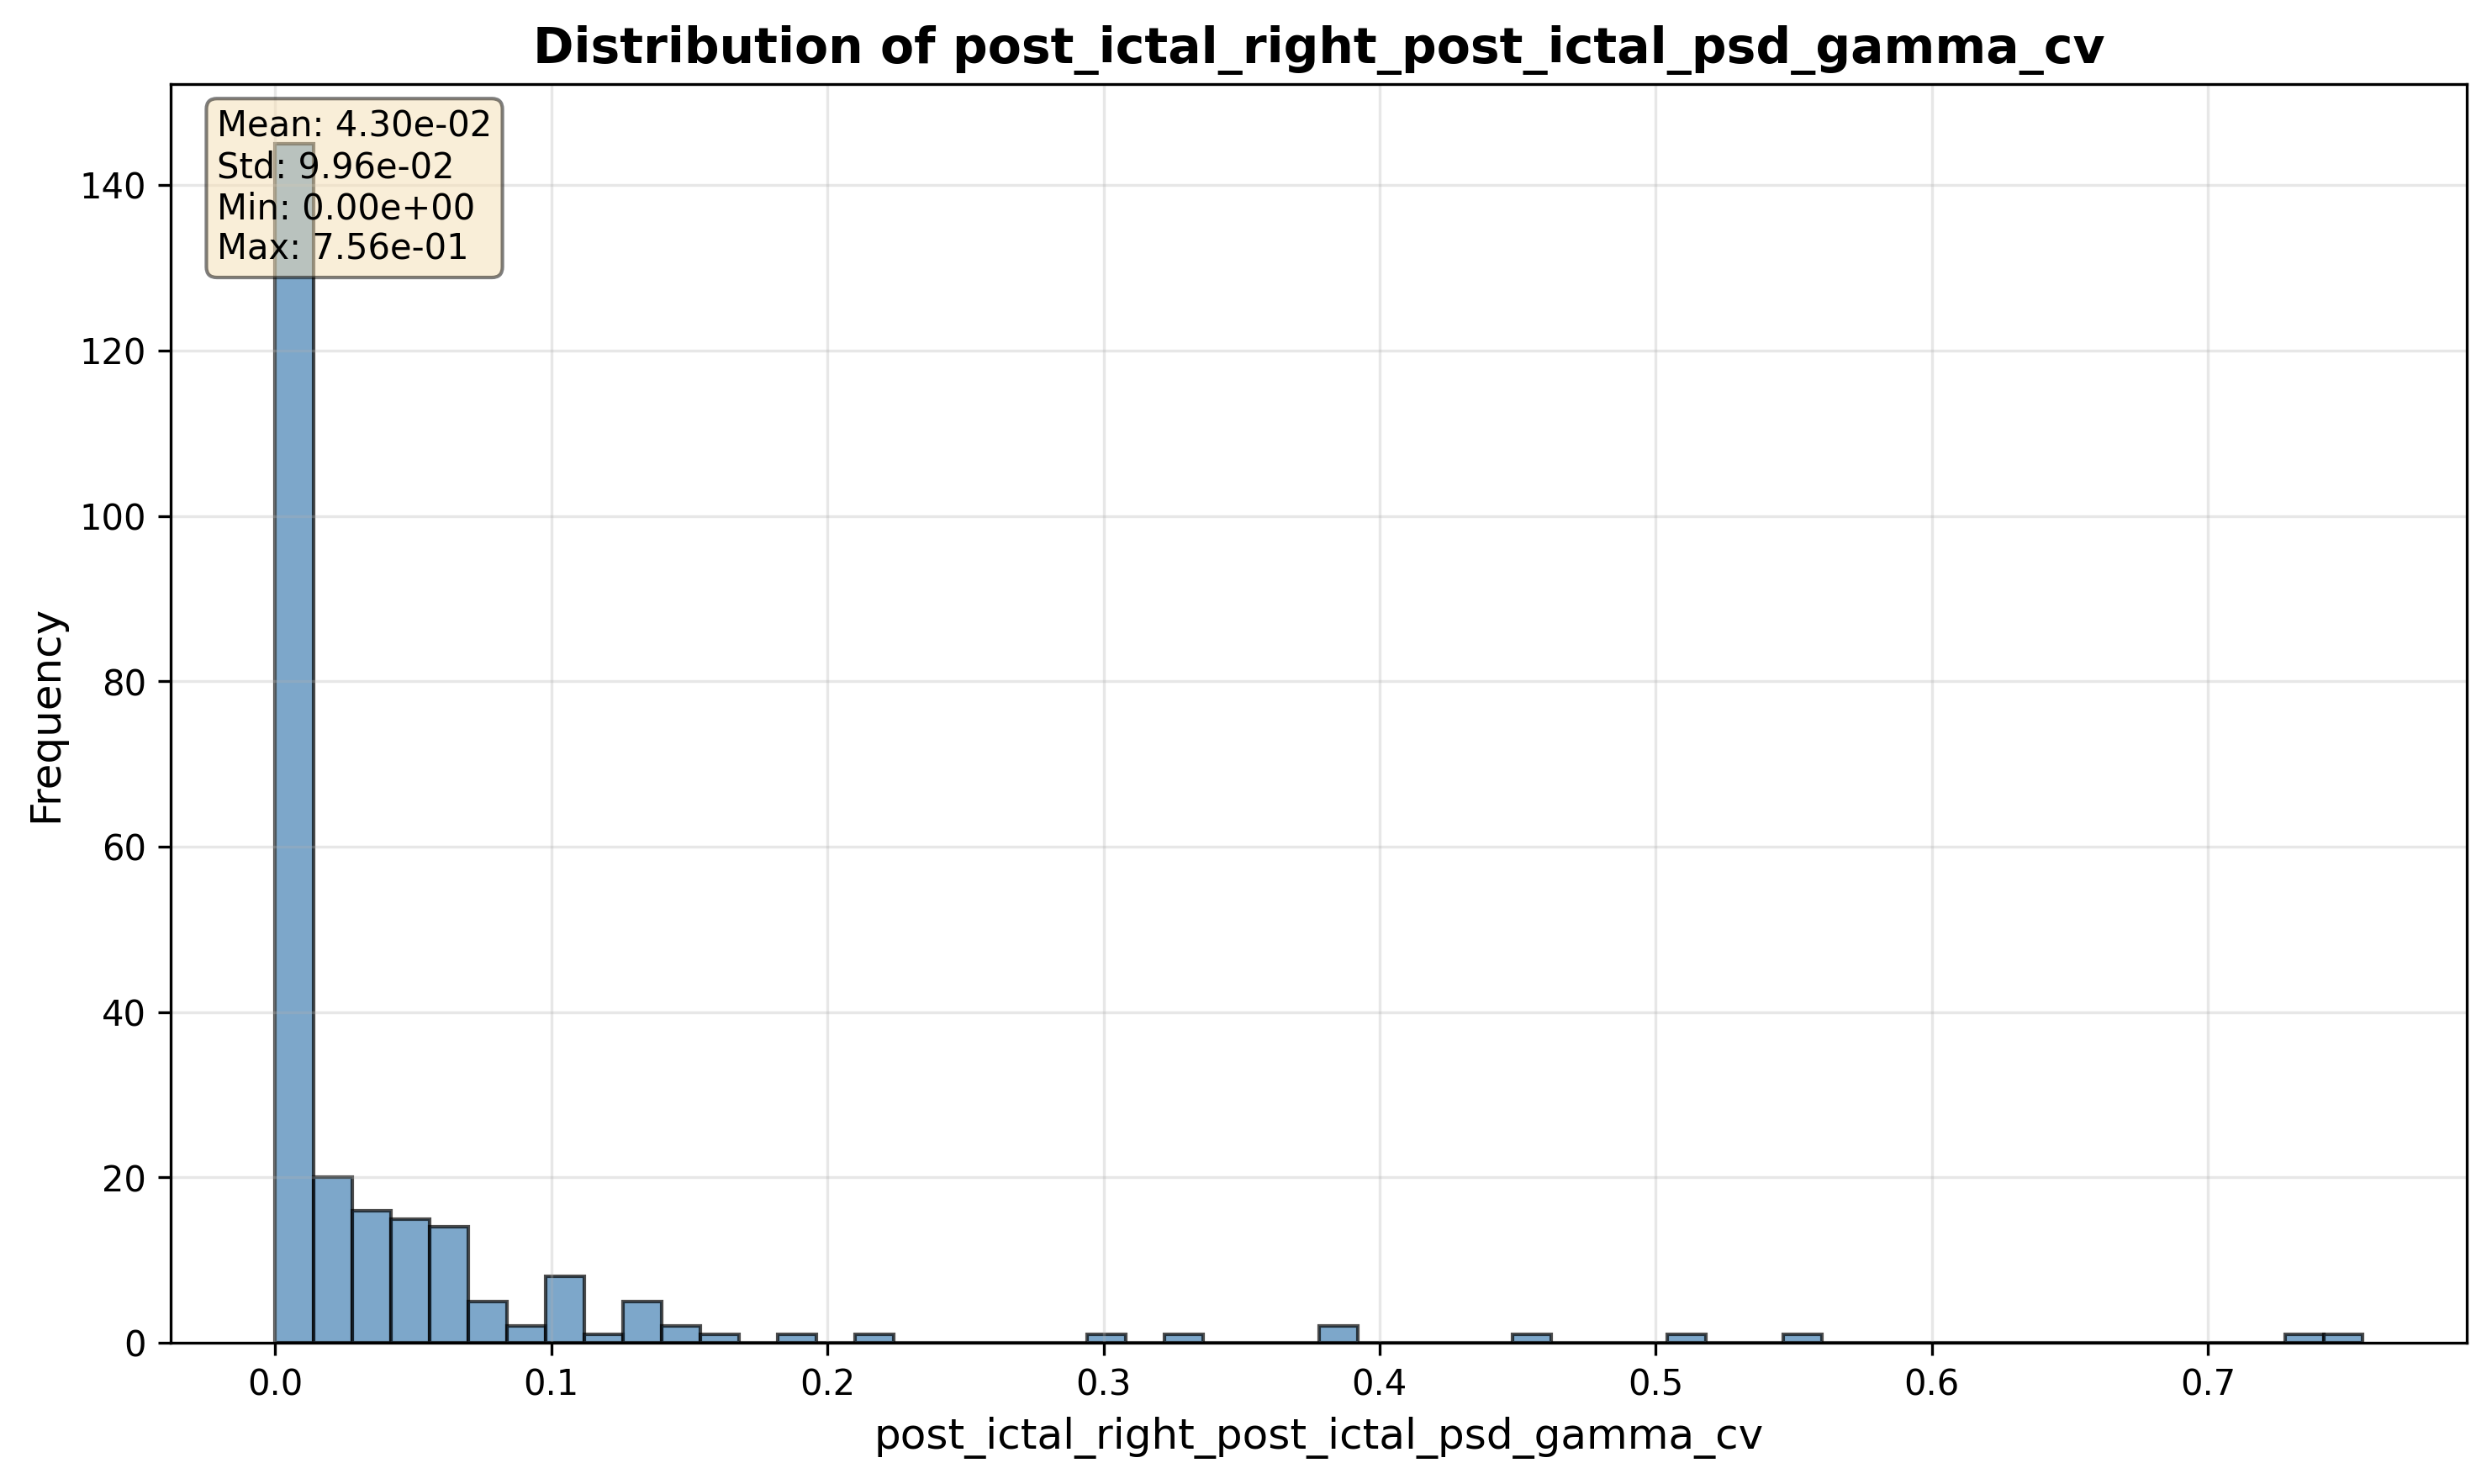 Distribution of post_ictal_right_post_ictal_psd_gamma_cv
Mean: 4.30e-02
Std: 9.96e-02
Min: 0.00e+00
Max: 7.56e-01
140
120
100
80
60
40
20
0
Frequency
0.0 0.1 0.2 0.3 0.4 0.5 0.6 0.7
post_ictal_right_post_ictal_psd_gamma_cv